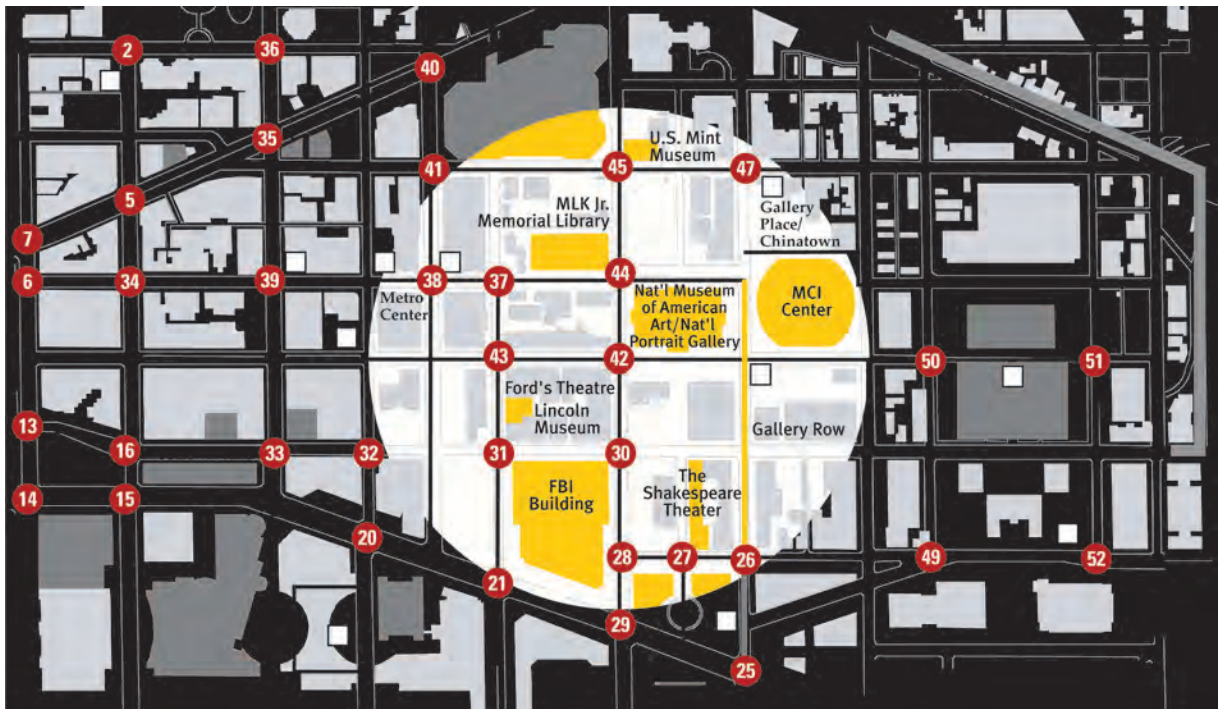 2
36
40
35
U.S. Mint
Museum
41
45
47
5
MLK Jr.
Memorial Library
Gallery
Place/
Chinatown
7
6
34
39
38
37
44
Metro
Center
Nat'l Museum
of American
Art/Nat'l
Portrait Gallery
MCI
Center
43
42
50
51
Ford's Theatre
Lincoln
Museum
13
Gallery Row
16
33
32
31
30
14
15
FBI
Building
The
Shakespeare
Theater
20
28
27
26
49
52
21
29
25